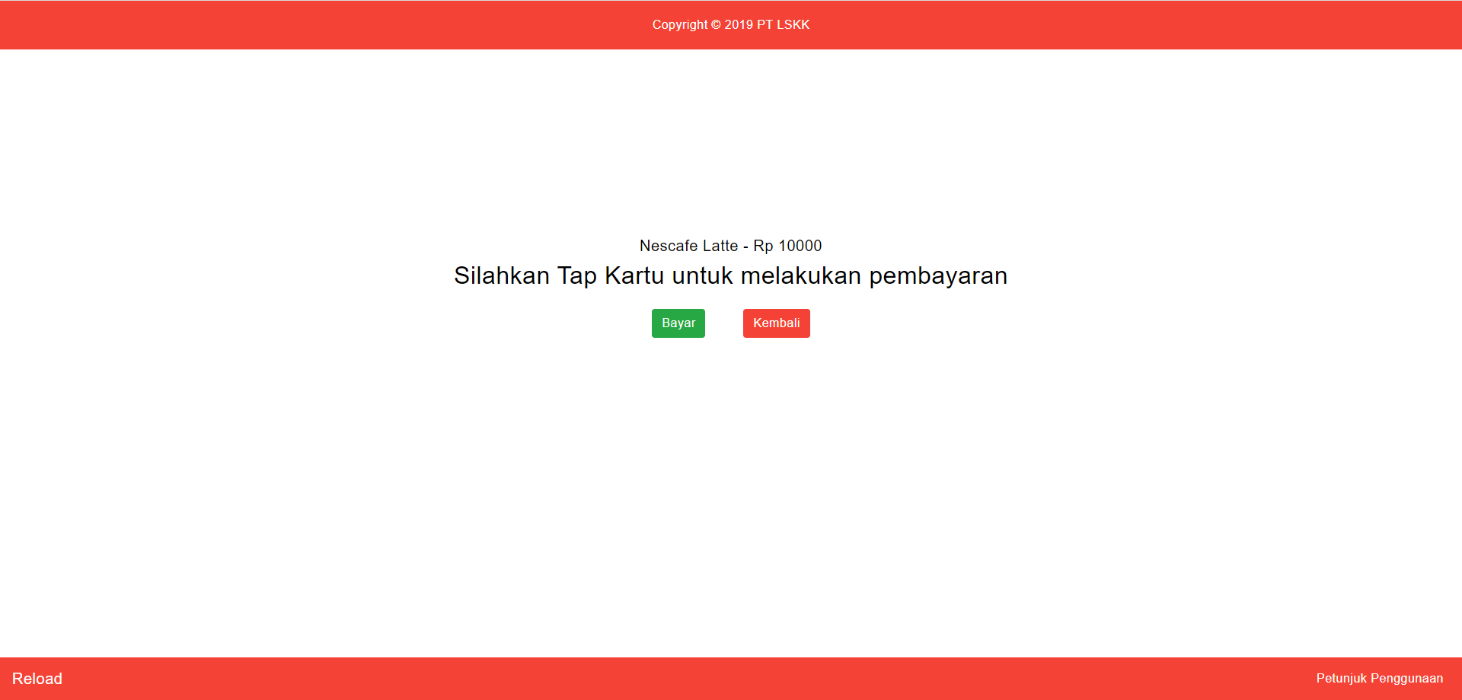 Copyright © 2019 PT LSKK
Nescafe Latte - Rp 10000
Silahkan Tap Kartu untuk melakukan pembayaran
Bayar Kembali
Reload Petunjuk Penggunaan